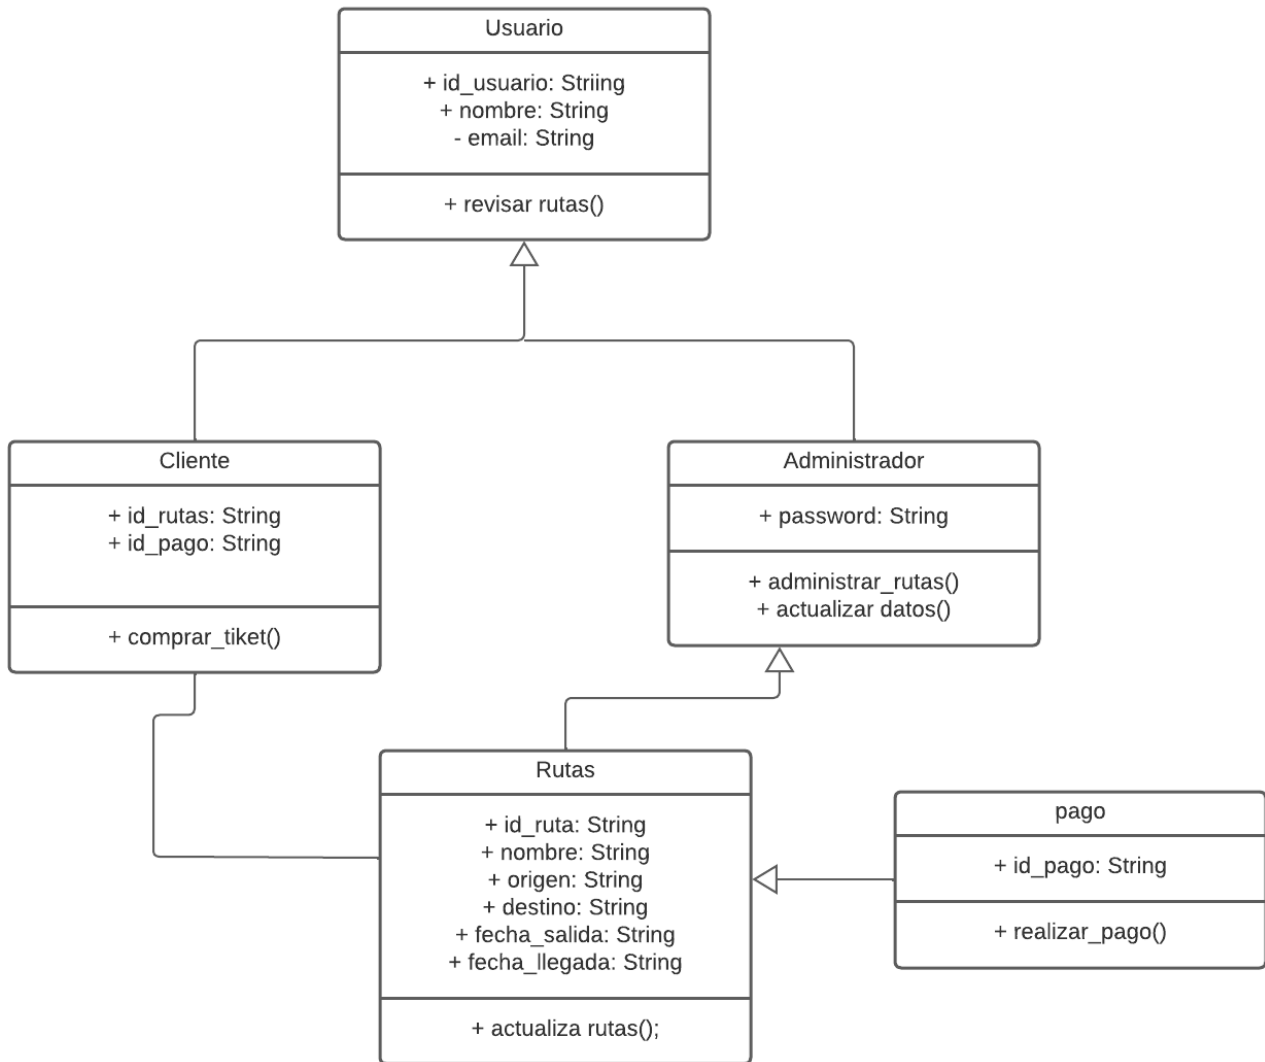 Usuario
+ id_usuario: Striing
+ nombre: String
- email: String
+ revisar rutas()
Cliente
+ id_rutas: String
+ id_pago: String
+ comprar_tiket()
Administrador
+ password: String
+ administrar_rutas()
+ actualizar datos()
Rutas
+ id_ruta: String
+ nombre: String
+ origen: String
+ destino: String
+ fecha_salida: String
+ fecha_llegada: String
+ actualiza rutas();
pago
+ id_pago: String
+ realizar_pago()